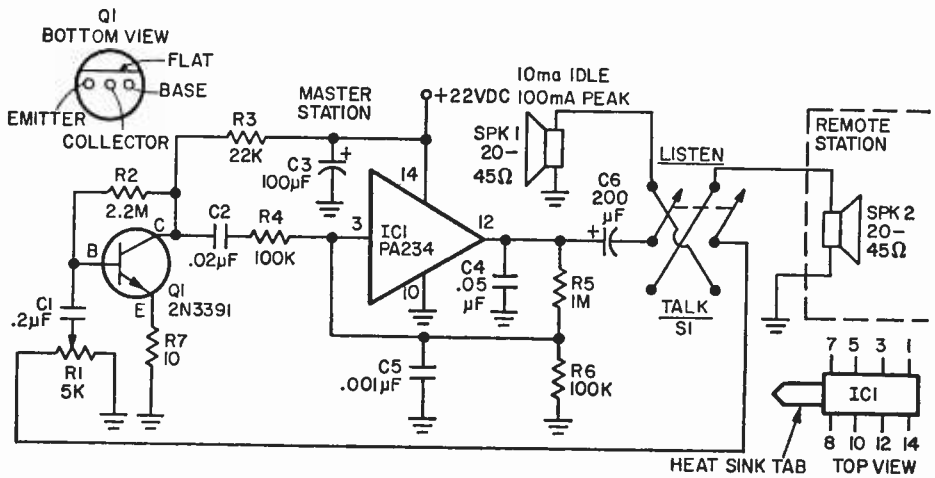 Q1
BOTTOM VIEW
FLAT
BASE
EMITTER
COLLECTOR
R3
22K
MASTER
STATION
+22VDC
10ma IDLE
100mA PEAK
SPK 1
20-
45Ω
LISTEN
REMOTE
STATION
C3
100µF
+
14
R2
2.2M
C
C2
.02µF
R4
100K
3
IC1
PA234
12
10
C6
200
µF
+
SPK 2
20-
45Ω
B
Q1
2N3391
E
C1
.2µF
R7
10
R1
5K
C4
.05
µF
R5
1M
TALK
S1
C5
.001µF
R6
100K
7 5 3 1
IC1
8 10 12 14
HEAT SINK TAB
TOP VIEW